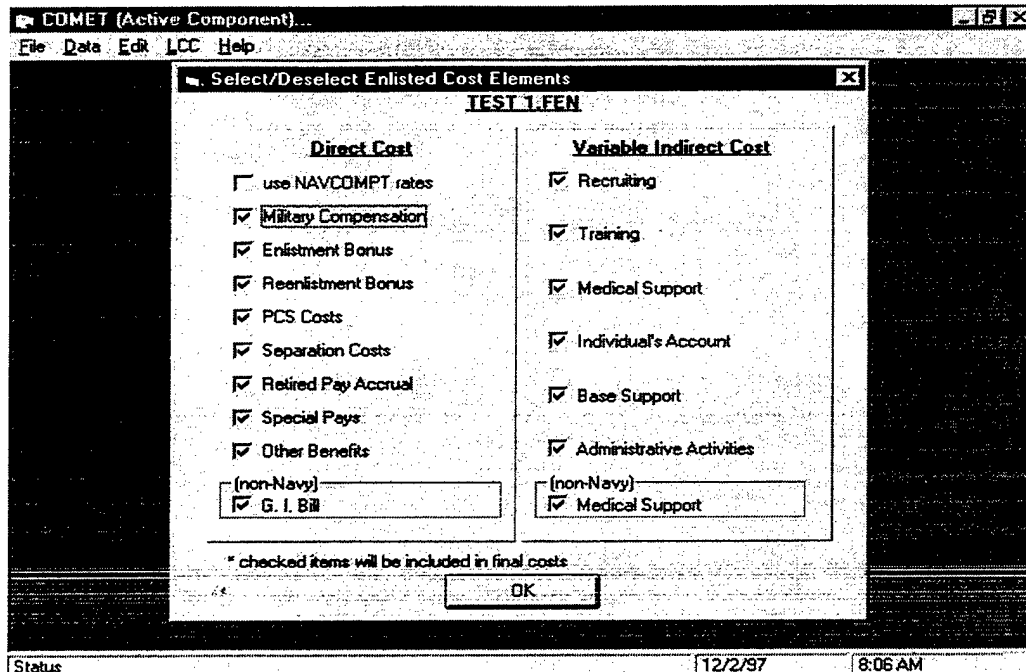 COMET (Active Component)...
File Data Edit LCC Help
Select/Deselect Enlisted Cost Elements
TEST 1.FEN
Direct Cost
use NAVCOMPT rates
Military Compensation
Enlistment Bonus
Reenlistment Bonus
PCS Costs
Separation Costs
Retired Pay Accrual
Special Pays
Other Benefits
(non-Navy)
G. I. Bill
Variable Indirect Cost
Recruiting
Training
Medical Support
Individual's Account
Base Support
Administrative Activities
(non-Navy)
Medical Support
* checked items will be included in final costs
OK
Status 12/2/97 8:06 AM